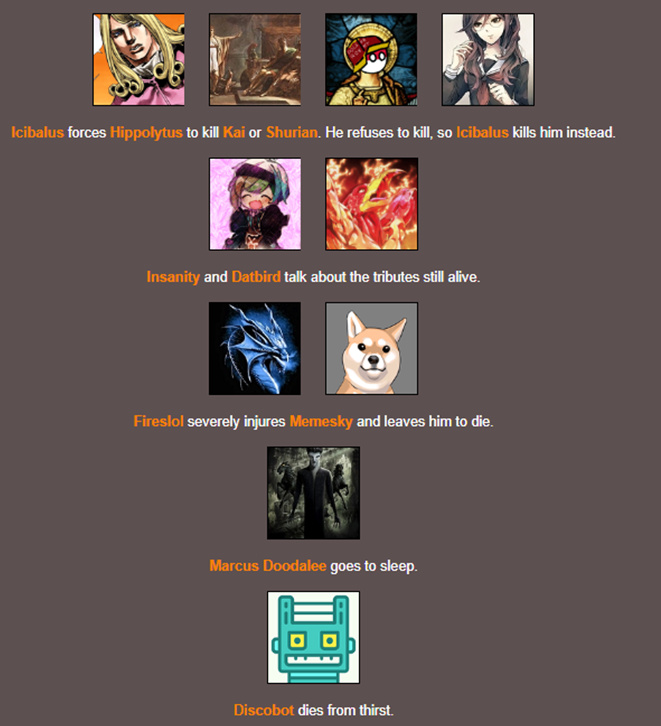 Icibalus forces Hippolytus to kill Kai or Shurian. He refuses to kill, so Icibalus kills him instead.
Insanity and Datbird talk about the tributes still alive.
Fireslol severely injures Memesky and leaves him to die.
Marcus Doodalee goes to sleep.
Discobot dies from thirst.